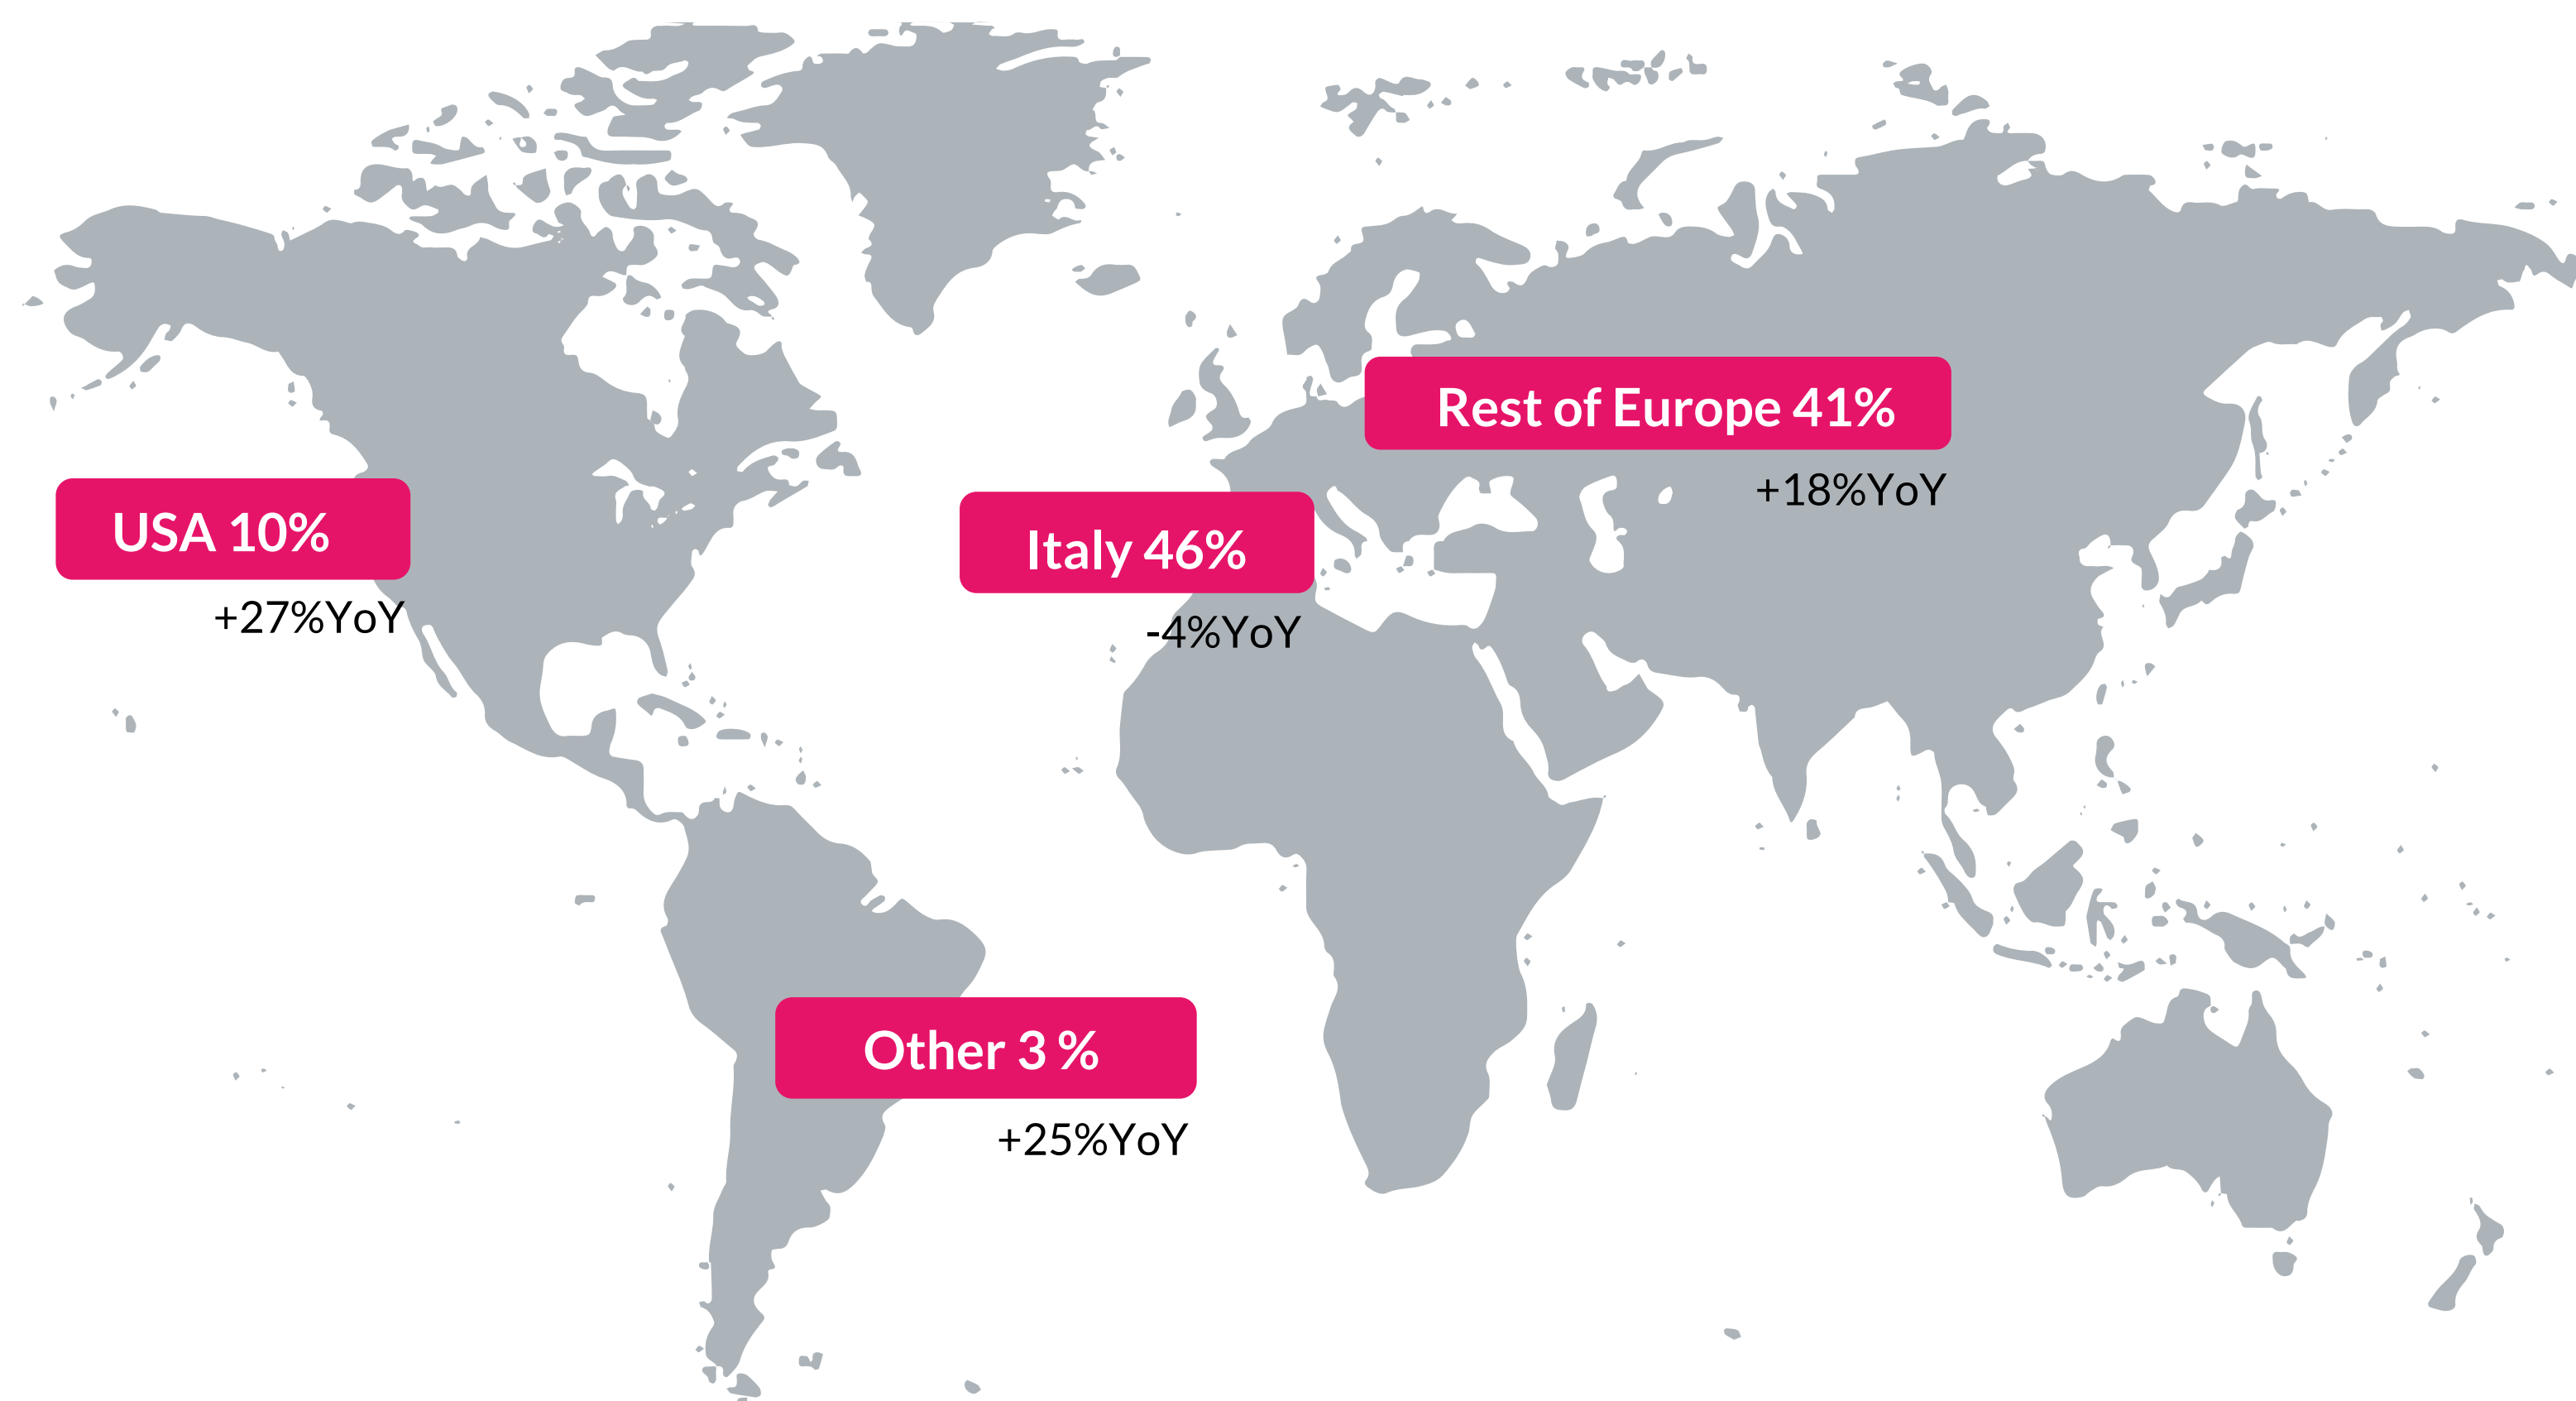 Rest of Europe 41%
+18%YoY
USA 10%
+27%YoY
Italy 46%
-4%YoY
Other 3 %
+25%YoY